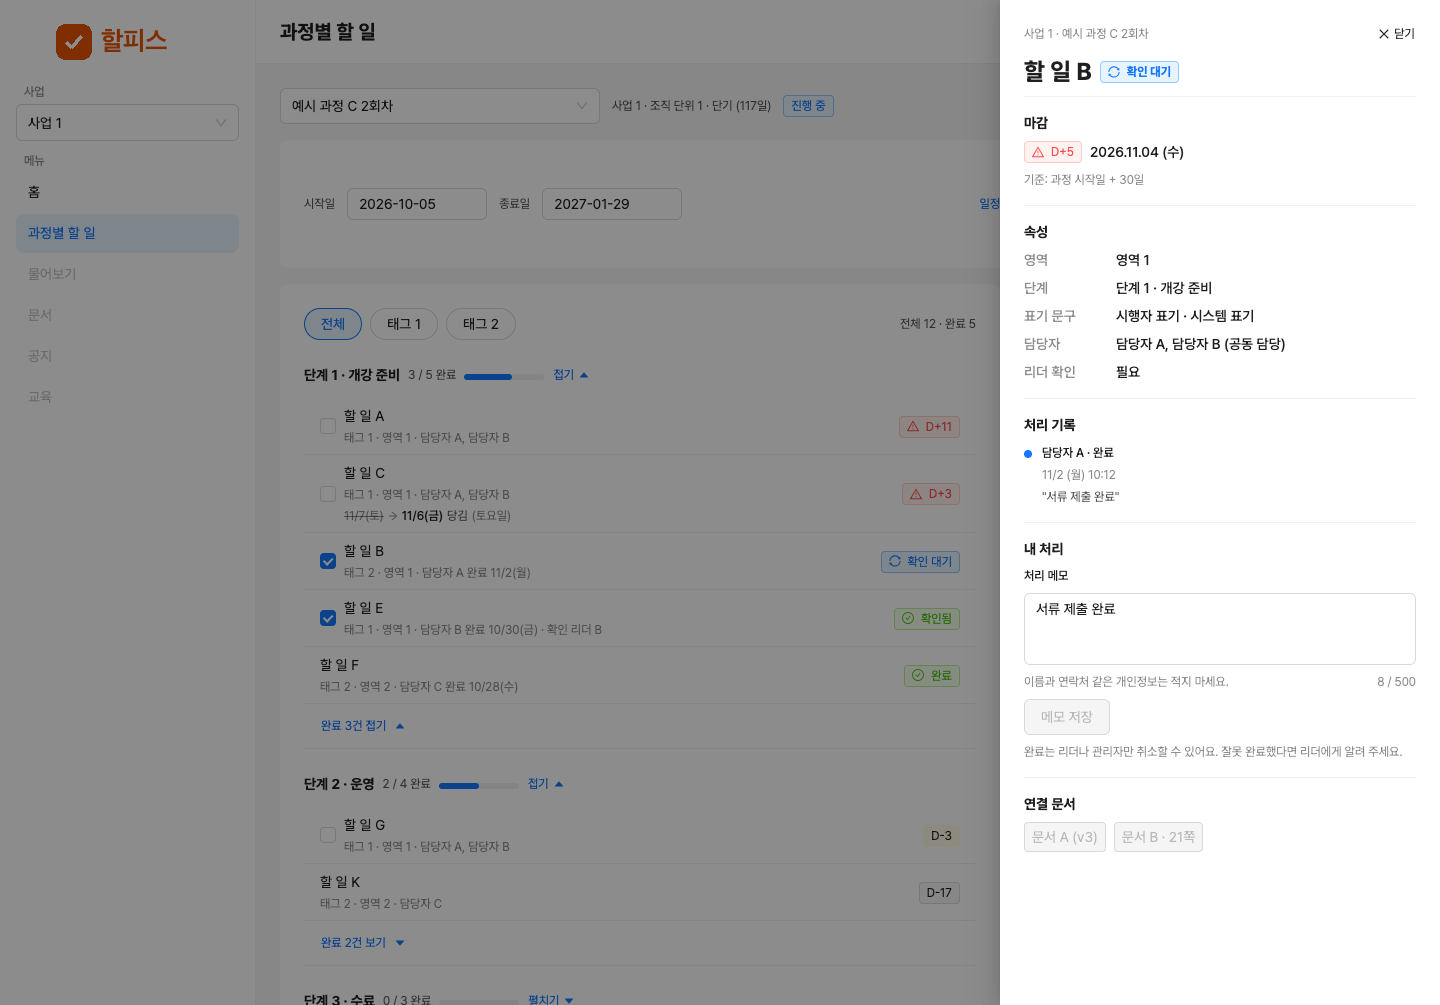 할피스
사업
사업 1
메뉴
홈
과정별 할 일
물어보기
문서
공지
교육
과정별 할 일
예시 과정 C 2회차
사업 1 · 조직 단위 1 · 단기 (117일)
진행 중
시작일
2026-10-05
종료일
2027-01-29
일정
전체
태그 1
태그 2
전체 12 · 완료 5
단계 1 · 개강 준비
3 / 5 완료
접기
할 일 A
태그 1 · 영역 1 · 담당자 A, 담당자 B
D+11
할 일 C
태그 1 · 영역 1 · 담당자 A, 담당자 B
11/7(토) → 11/6(금) 당김 (토요일)
D+3
할 일 B
태그 2 · 영역 1 · 담당자 A 완료 11/2(월)
확인 대기
할 일 E
태그 1 · 영역 1 · 담당자 B 완료 10/30(금) · 확인 리더 B
확인됨
할 일 F
태그 2 · 영역 2 · 담당자 C 완료 10/28(수)
완료
완료 3건 접기
단계 2 · 운영
2 / 4 완료
접기
할 일 G
태그 1 · 영역 1 · 담당자 A, 담당자 B
D-3
할 일 K
태그 2 · 영역 2 · 담당자 C
D-17
완료 2건 보기
단계 3 · 수료
0 / 3 완료
펼치기
사업 1 · 예시 과정 C 2회차
닫기
할 일 B
확인 대기
마감
D+5
2026.11.04 (수)
기준: 과정 시작일 + 30일
속성
영역
영역 1
단계
단계 1 · 개강 준비
표기 문구
시행자 표기 · 시스템 표기
담당자
담당자 A, 담당자 B (공동 담당)
리더 확인
필요
처리 기록
담당자 A · 완료
11/2 (월) 10:12
"서류 제출 완료"
내 처리
처리 메모
서류 제출 완료
이름과 연락처 같은 개인정보는 적지 마세요.
8 / 500
메모 저장
완료는 리더나 관리자만 취소할 수 있어요. 잘못 완료했다면 리더에게 알려 주세요.
연결 문서
문서 A (v3)
문서 B · 21쪽